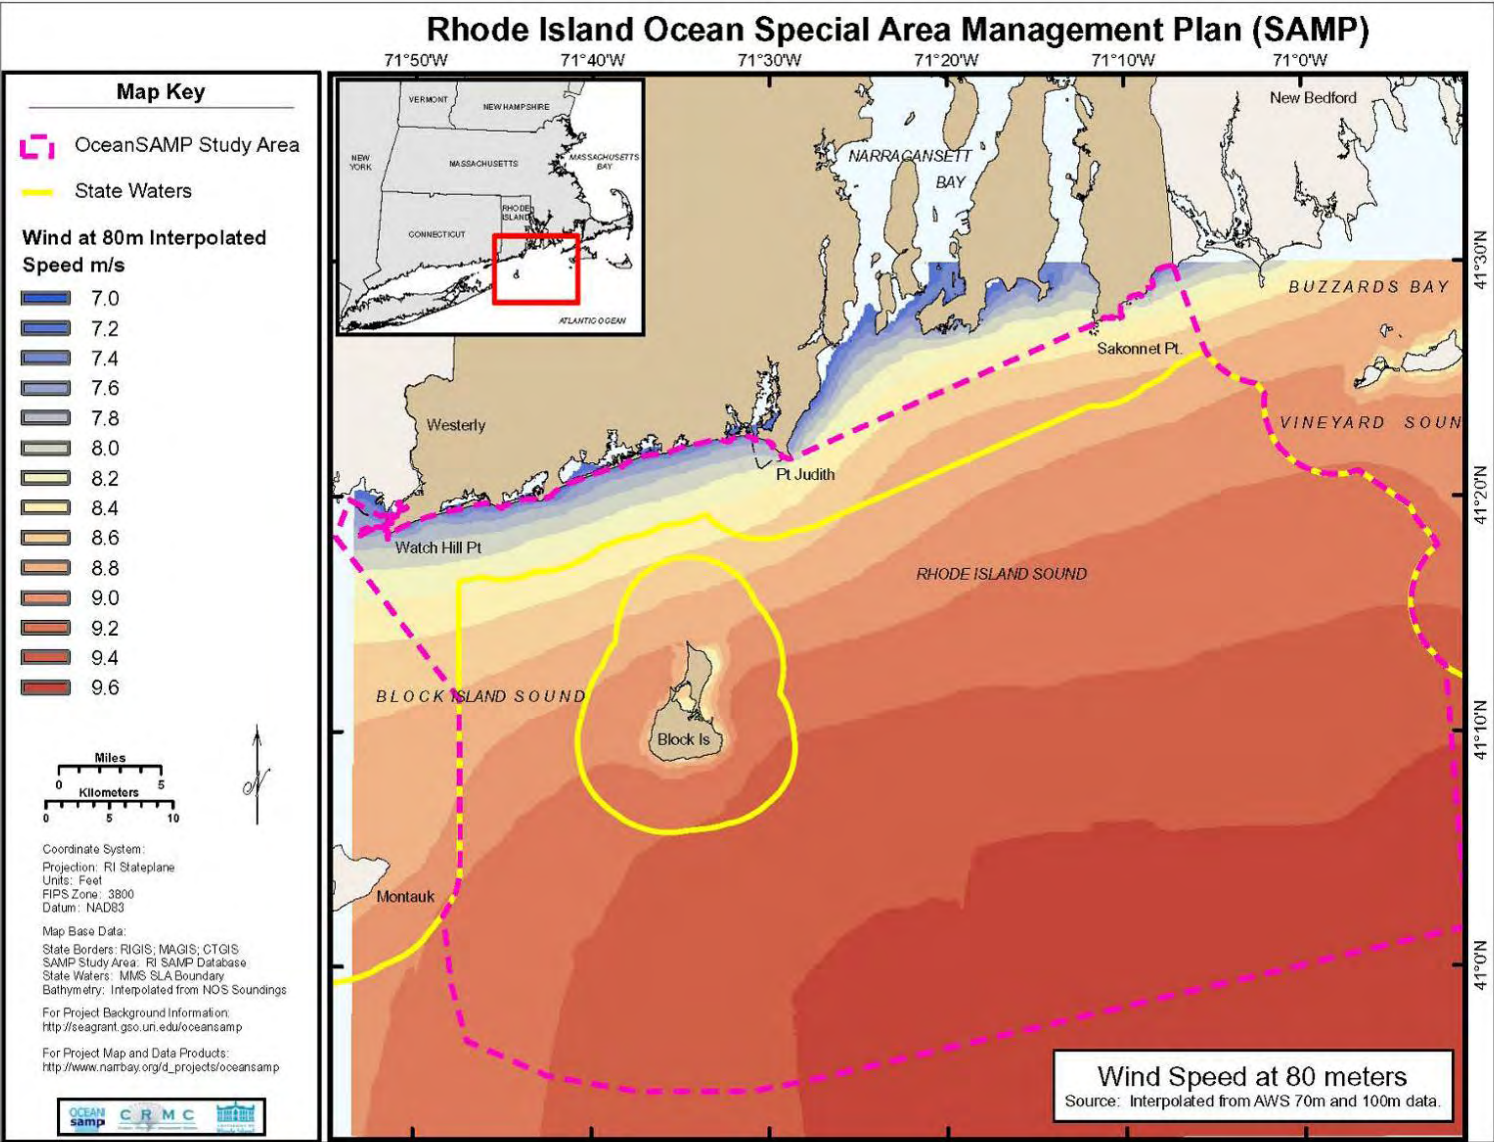 Rhode Island Ocean Special Area Management Plan (SAMP)
71°50'W 71°40'W 71°30'W 71°20'W 71°10'W 71°0'W
Map Key
OceanSAMP Study Area
State Waters
Wind at 80m Interpolated
Speed m/s
7.0
7.2
7.4
7.6
7.8
8.0
8.2
8.4
8.6
8.8
9.0
9.2
9.4
9.6
Miles
0 5
Kilometers
0 5 10
N
Coordinate System:
Projection: RI Stateplane
Units: Feet
FIPS Zone: 3800
Datum: NAD83
Map Base Data:
State Borders: RIGIS; MAGIS; CTGIS
SAMP Study Area: RI SAMP Database
State Waters: MMS SLA Boundary
Bathymetry: Interpolated from NOS Soundings
For Project Background Information:
http://seagrant.gso.uri.edu/oceansamp
For Project Map and Data Products:
http://www.narrbay.org/d_projects/oceansamp
OCEAN
samp
CRMC
VERMONT
NEW HAMPSHIRE
NEW
YORK
MASSACHUSETTS
MASSACHUSETTS
BAY
RHODE
ISLAND
CONNECTICUT
ATLANTIC OCEAN
New Bedford
NARRAGANSETT
BAY
BUZZARDS BAY
Sakonnet Pt.
VINEYARD SOUN
Westerly
Pt Judith
Watch Hill Pt
RHODE ISLAND SOUND
BLOCK ISLAND SOUND
Block Is
Montauk
41°30'N
41°20'N
41°10'N
41°0'N
Wind Speed at 80 meters
Source: Interpolated from AWS 70m and 100m data.